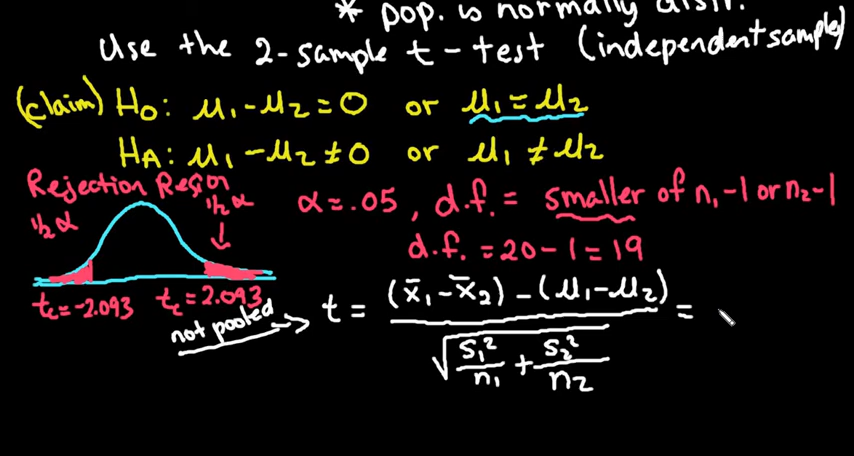 * pop. is normally distr.
Use the 2-sample t-test (independent sample)
(claim) H₀: μ₁-μ₂=0 or μ₁=μ₂
Hₐ: μ₁-μ₂≠0 or μ₁≠μ₂
Rejection Region
½α
½α
α=.05, d.f. = smaller of n₁-1 or n₂-1
d.f. = 20-1=19
t꜀=-2.093 t꜀=2.093
not pooled
t = (x̄₁-x̄₂)-(μ₁-μ₂) =
√ s₁²/n₁ + s₂²/n₂